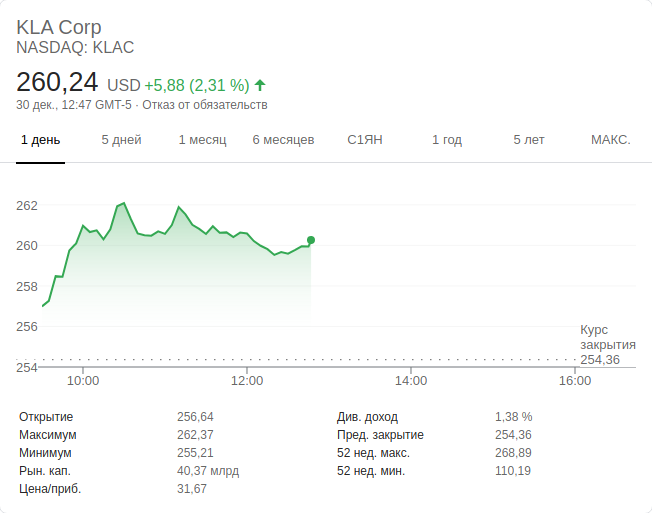 KLA Corp
NASDAQ: KLAC
260,24 USD +5,88 (2,31 %)
30 дек., 12:47 GMT-5 · Отказ от обязательств
1 день 5 дней 1 месяц 6 месяцев С1ЯН 1 год 5 лет МАКС.
262
260
258
256
254
Курс
закрытия
254,36
10:00 12:00 14:00 16:00
Открытие 256,64 Див. доход 1,38 %
Максимум 262,37 Пред. закрытие 254,36
Минимум 255,21 52 нед. макс. 268,89
Рын. кап. 40,37 млрд 52 нед. мин. 110,19
Цена/приб. 31,67